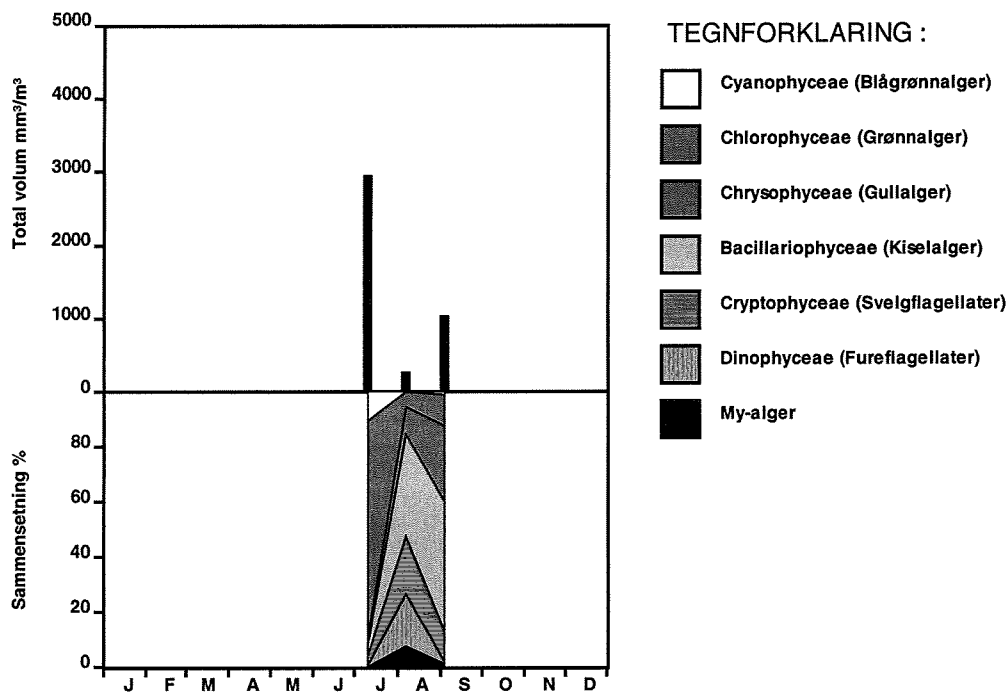 5000
4000
3000
2000
1000
0
Total volum mm³/m³
80
60
40
20
0
Sammensetning %
J F M A M J J A S O N D
TEGNFORKLARING :
Cyanophyceae (Blågrønnalger)
Chlorophyceae (Grønnalger)
Chrysophyceae (Gullalger)
Bacillariophyceae (Kiselalger)
Cryptophyceae (Svelgflagellater)
Dinophyceae (Fureflagellater)
My-alger